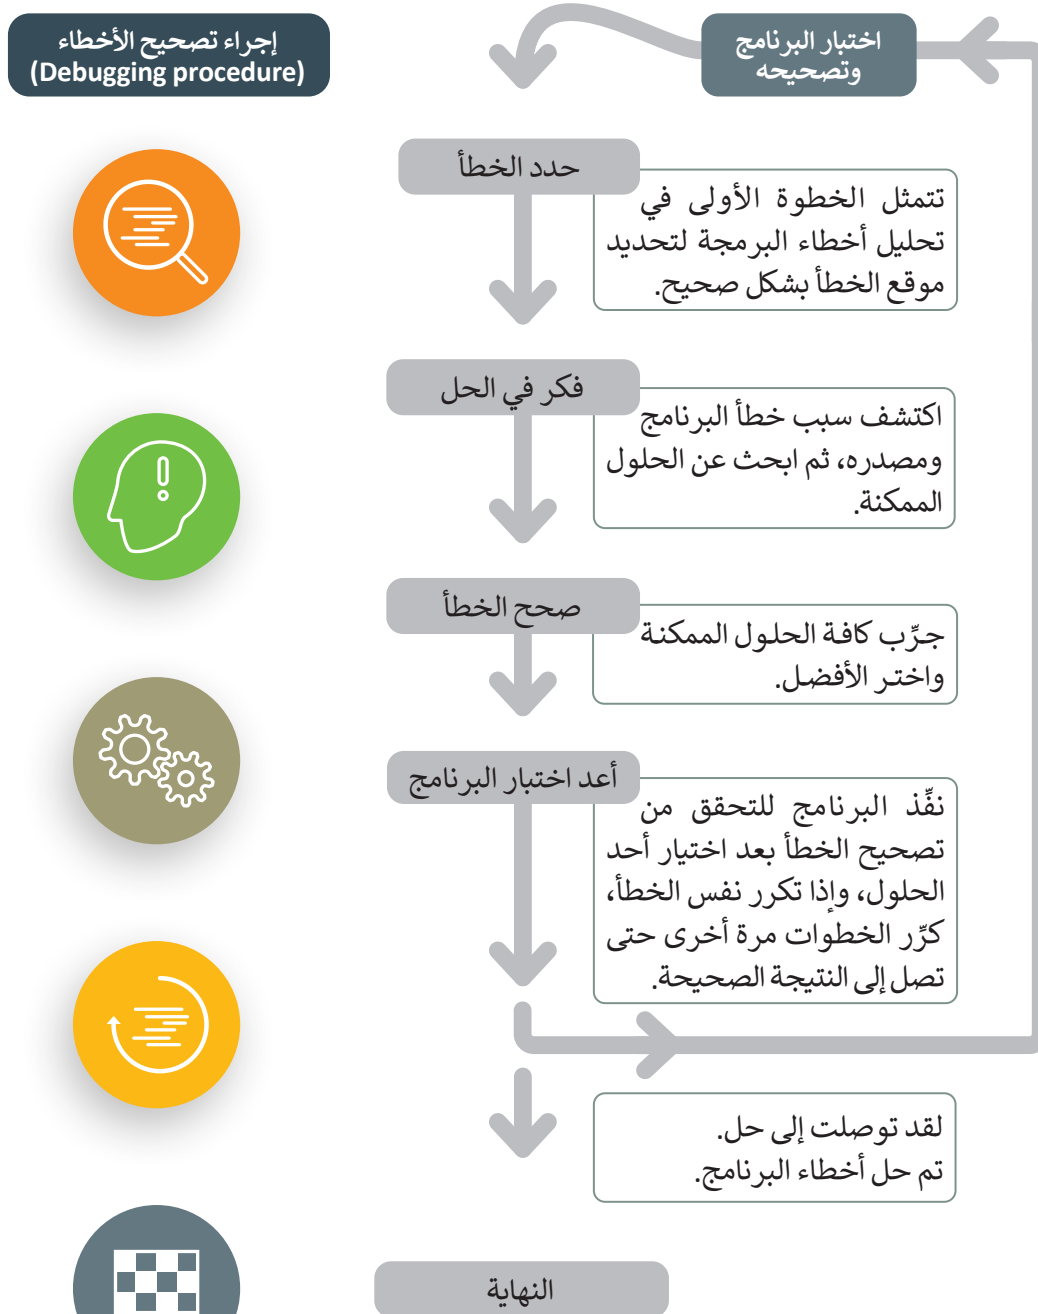 إجراء تصحيح الأخطاء
(Debugging procedure)
اختبار البرنامج
وتصحيحه
حدد الخطأ
تتمثل الخطوة الأولى في
تحليل أخطاء البرمجة لتحديد
موقع الخطأ بشكل صحيح.
فكر في الحل
اكتشف سبب خطأ البرنامج
ومصدره، ثم ابحث عن الحلول
الممكنة.
صحح الخطأ
جرِّب كافة الحلول الممكنة
واختر الأفضل.
أعد اختبار البرنامج
نفِّذ البرنامج للتحقق من
تصحيح الخطأ بعد اختيار أحد
الحلول، وإذا تكرر نفس الخطأ،
كرِّر الخطوات مرة أخرى حتى
تصل إلى النتيجة الصحيحة.
لقد توصلت إلى حل.
تم حل أخطاء البرنامج.
النهاية